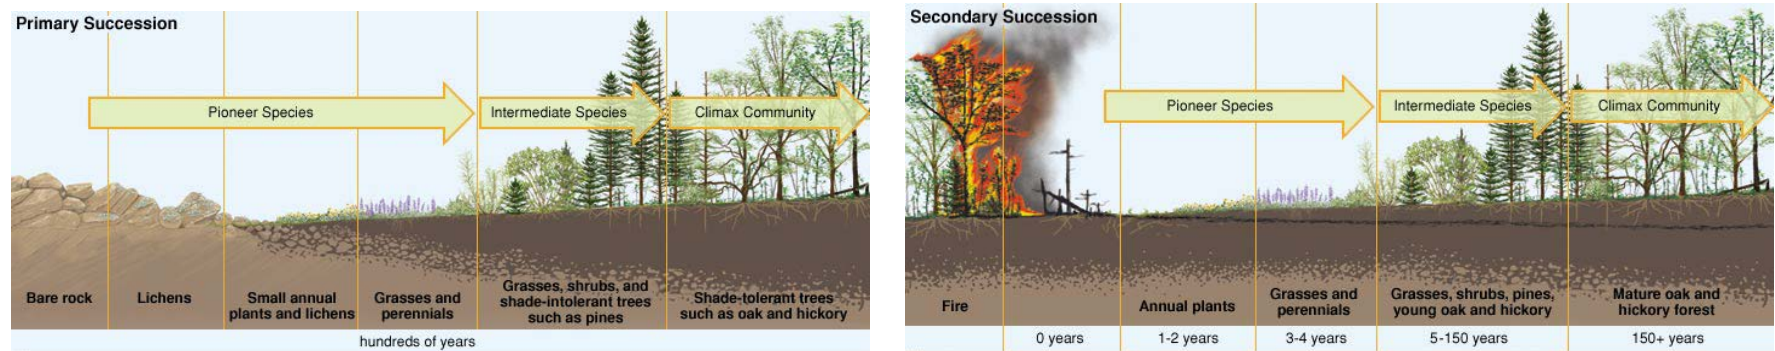 Primary Succession
Pioneer Species
Intermediate Species
Climax Community
Bare rock
Lichens
Small annual
plants and lichens
Grasses and
perennials
Grasses, shrubs, and
shade-intolerant trees
such as pines
Shade-tolerant trees
such as oak and hickory
hundreds of years
Secondary Succession
Pioneer Species
Intermediate Species
Climax Community
Fire
Annual plants
Grasses and
perennials
Grasses, shrubs, pines,
young oak and hickory
Mature oak and
hickory forest
0 years
1-2 years
3-4 years
5-150 years
150+ years